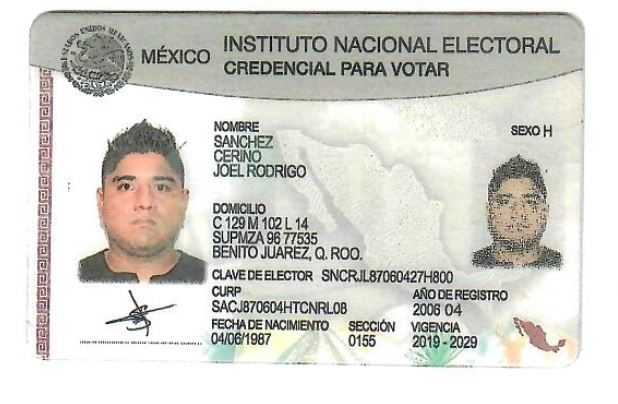 ESTADOS UNIDOS MEXICANOS
MÉXICO
INSTITUTO NACIONAL ELECTORAL
CREDENCIAL PARA VOTAR
NOMBRE
SANCHEZ
CERINO
JOEL RODRIGO
SEXO H
DOMICILIO
C 129 M 102 L 14
SUPMZA 96 77535
BENITO JUAREZ, Q. ROO.
CLAVE DE ELECTOR SNCRJL87060427H800
CURP
SACJ870604HTCNRL08
AÑO DE REGISTRO
2006 04
FECHA DE NACIMIENTO
04/06/1987
SECCIÓN
0155
VIGENCIA
2019 - 2029